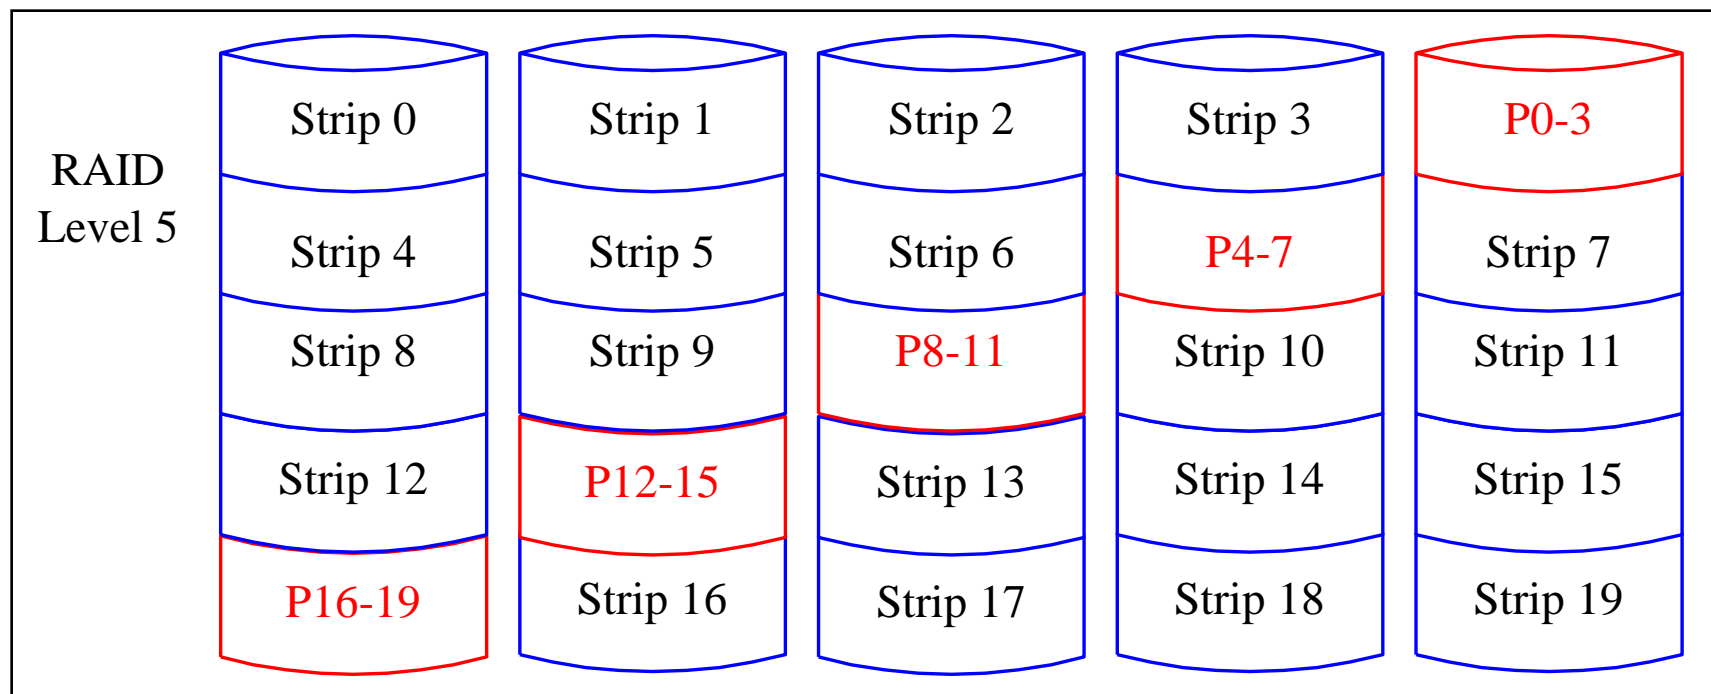 RAID
Level 5
Strip 0 Strip 1 Strip 2 Strip 3 P0-3
Strip 4 Strip 5 Strip 6 P4-7 Strip 7
Strip 8 Strip 9 P8-11 Strip 10 Strip 11
Strip 12 P12-15 Strip 13 Strip 14 Strip 15
P16-19 Strip 16 Strip 17 Strip 18 Strip 19